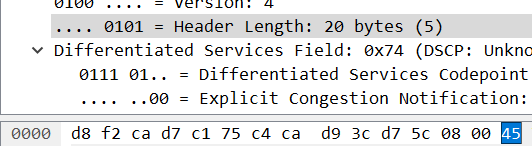 0100 .... = Version: 4
.... 0101 = Header Length: 20 bytes (5)
Differentiated Services Field: 0x74 (DSCP: Unkno
0111 01.. = Differentiated Services Codepoint
.... ..00 = Explicit Congestion Notification:
0000 d8 f2 ca d7 c1 75 c4 ca d9 3c d7 5c 08 00 45